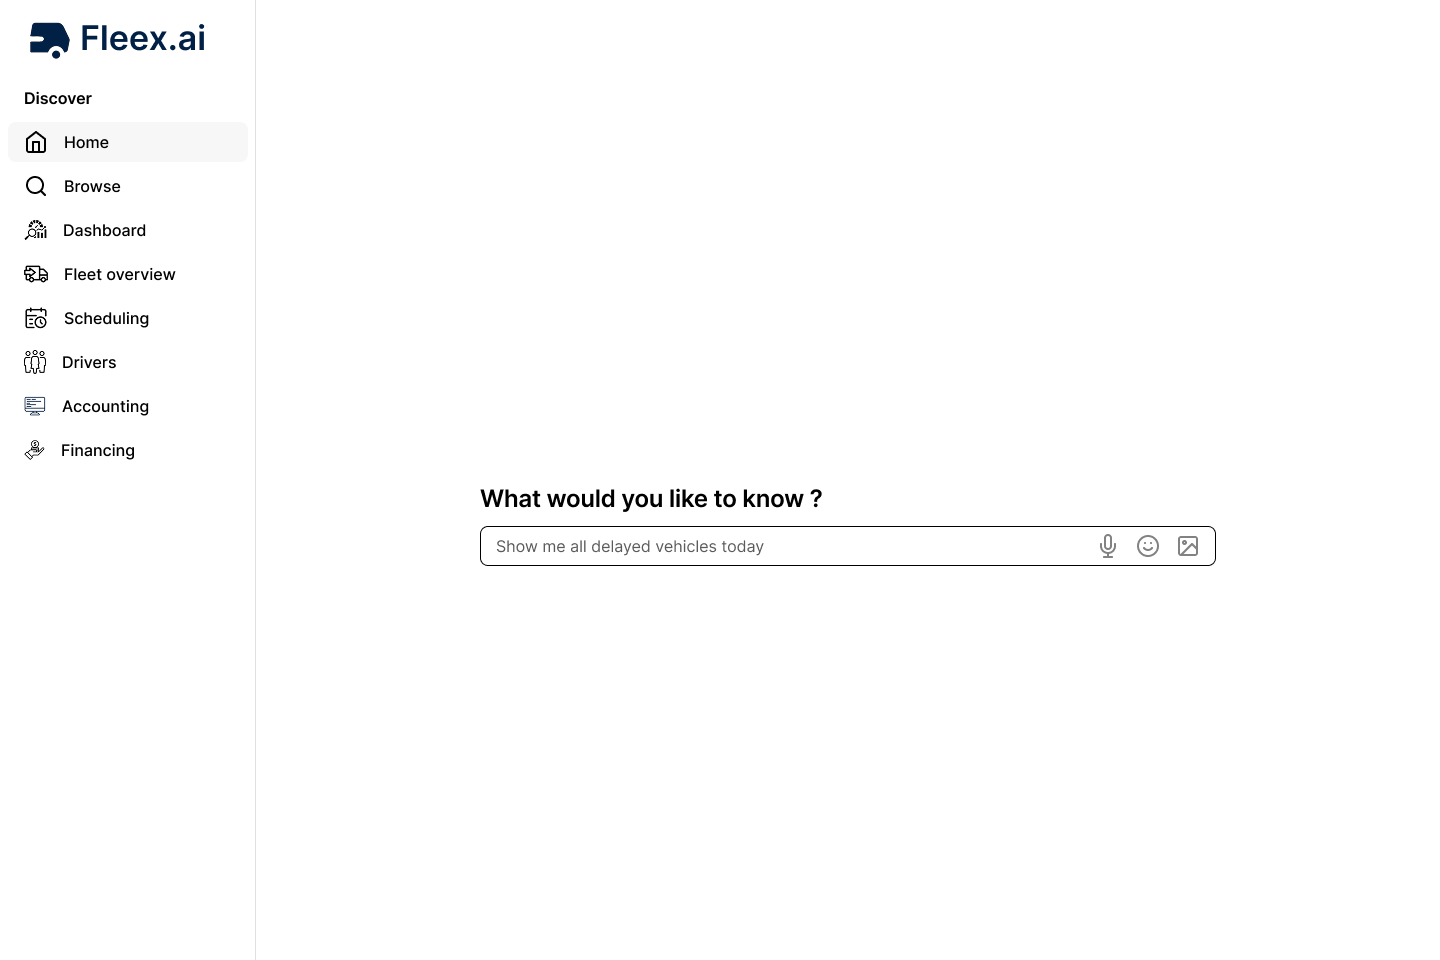 Fleex.ai
Discover
Home
Browse
Dashboard
Fleet overview
Scheduling
Drivers
Accounting
Financing
What would you like to know ?
Show me all delayed vehicles today